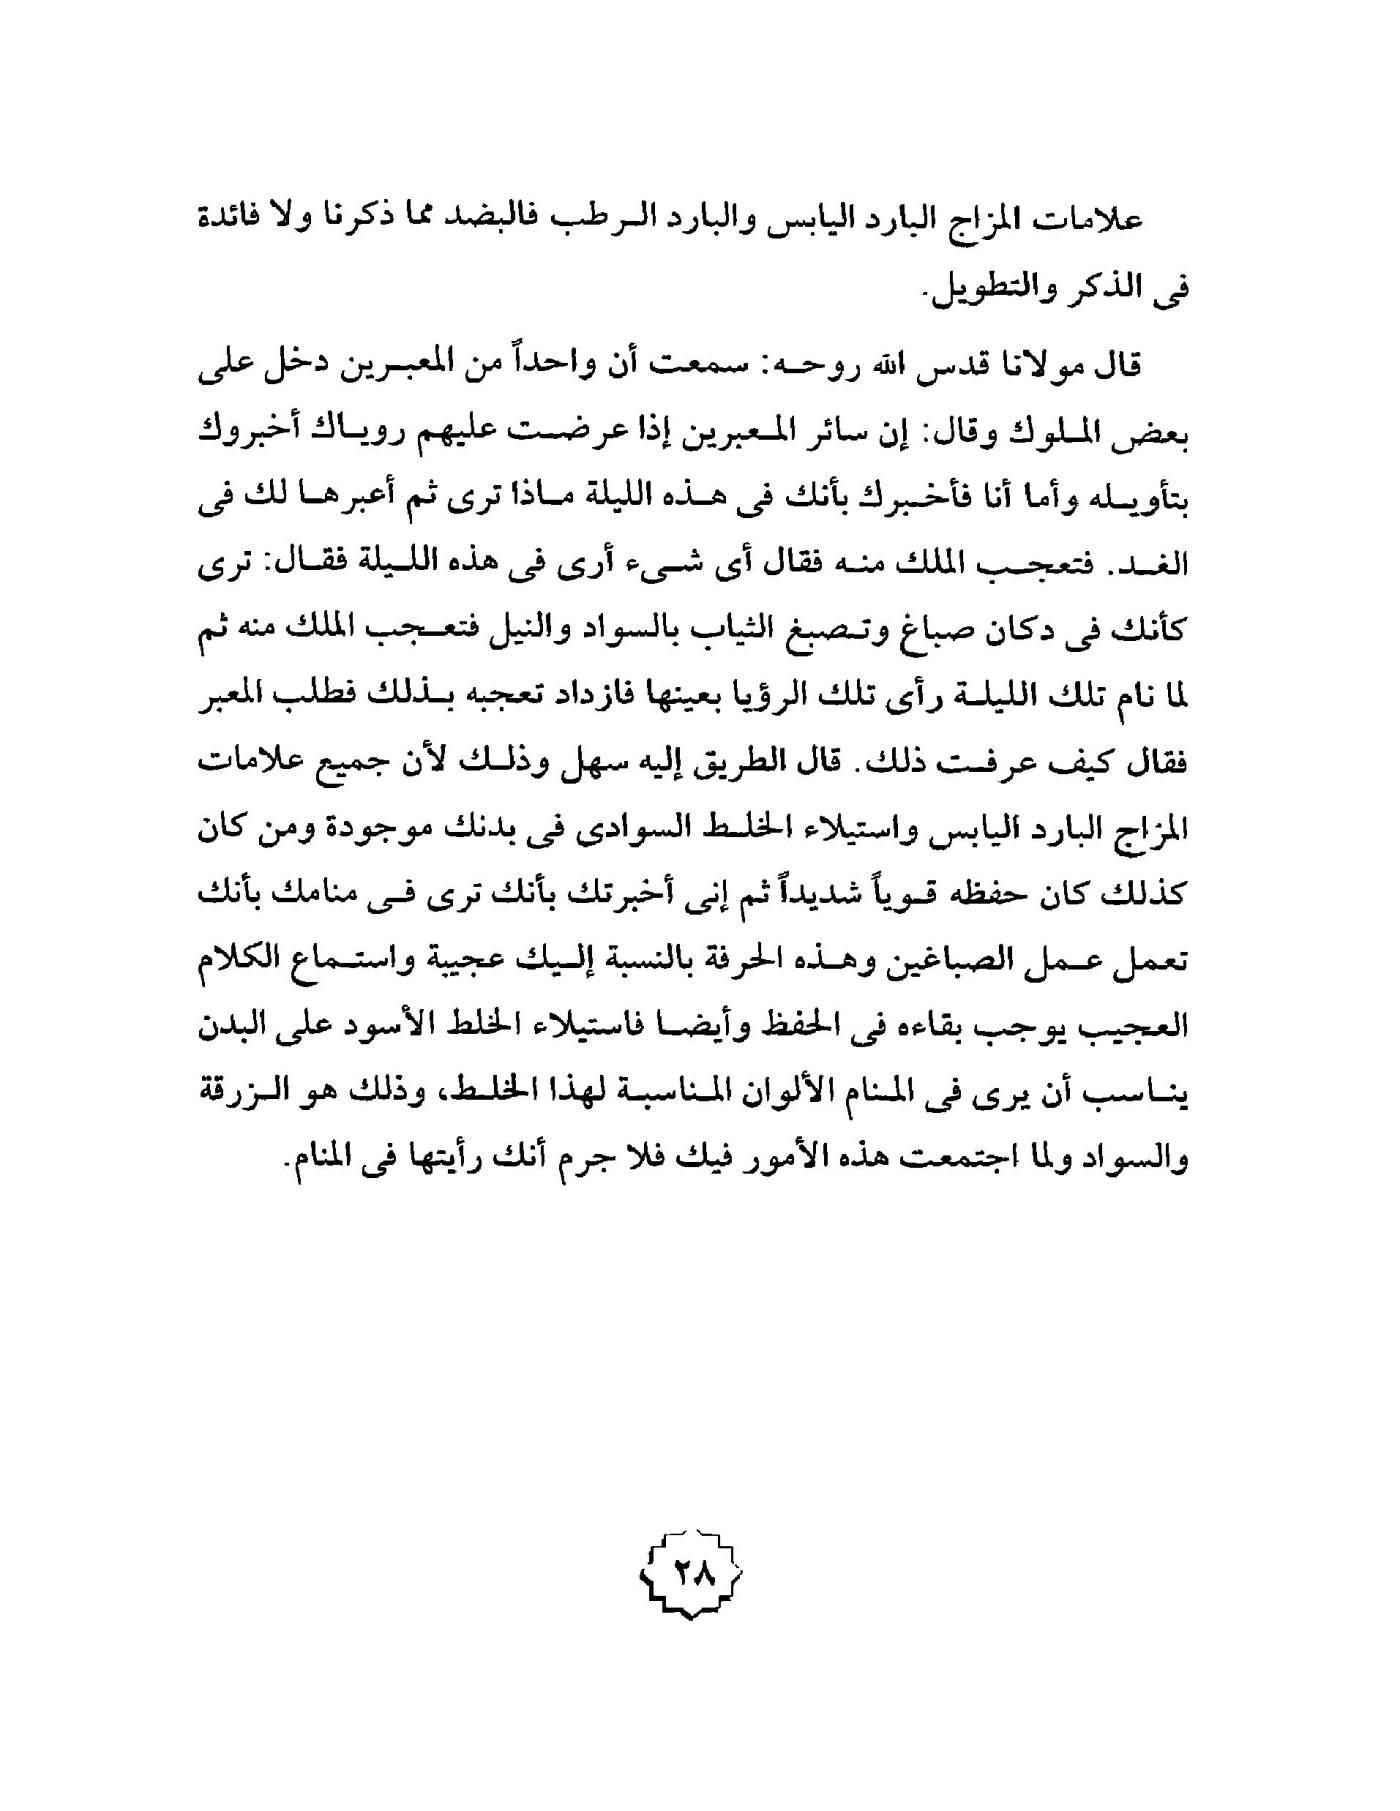 علامات المزاج البارد اليابس والبارد الرطب فالبضد مما ذكرنا ولا فائدة
فى الذكر والتطويل.
قال مولانا قدس الله روحه: سمعت أن واحداً من المعبرين دخل على
بعض الملوك وقال: إن سائر المعبرين إذا عرضت عليهم روياك أخبروك
بتأويله وأما أنا فأخبرك بأنك فى هذه الليلة ماذا ترى ثم أعبرها لك فى
الغد. فتعجب الملك منه فقال أى شىء أرى فى هذه الليلة فقال: ترى
كأنك فى دكان صباغ وتصبغ الثياب بالسواد والنيل فتعجب الملك منه ثم
لما نام تلك الليلة رأى تلك الرؤيا بعينها فازداد تعجبه بذلك فطلب المعبر
فقال كيف عرفت ذلك. قال الطريق إليه سهل وذلك لأن جميع علامات
المزاج البارد اليابس واستيلاء الخلط السوادى فى بدنك موجودة ومن كان
كذلك كان حفظه قوياً شديداً ثم إنى أخبرتك بأنك ترى فى منامك بأنك
تعمل عمل الصباغين وهذه الحرفة بالنسبة إليك عجيبة واستماع الكلام
العجيب يوجب بقاءه فى الحفظ وأيضا فاستيلاء الخلط الأسود على البدن
يناسب أن يرى فى المنام الألوان المناسبة لهذا الخلط، وذلك هو الزرقة
والسواد ولما اجتمعت هذه الأمور فيك فلا جرم أنك رأيتها فى المنام.
٢٨